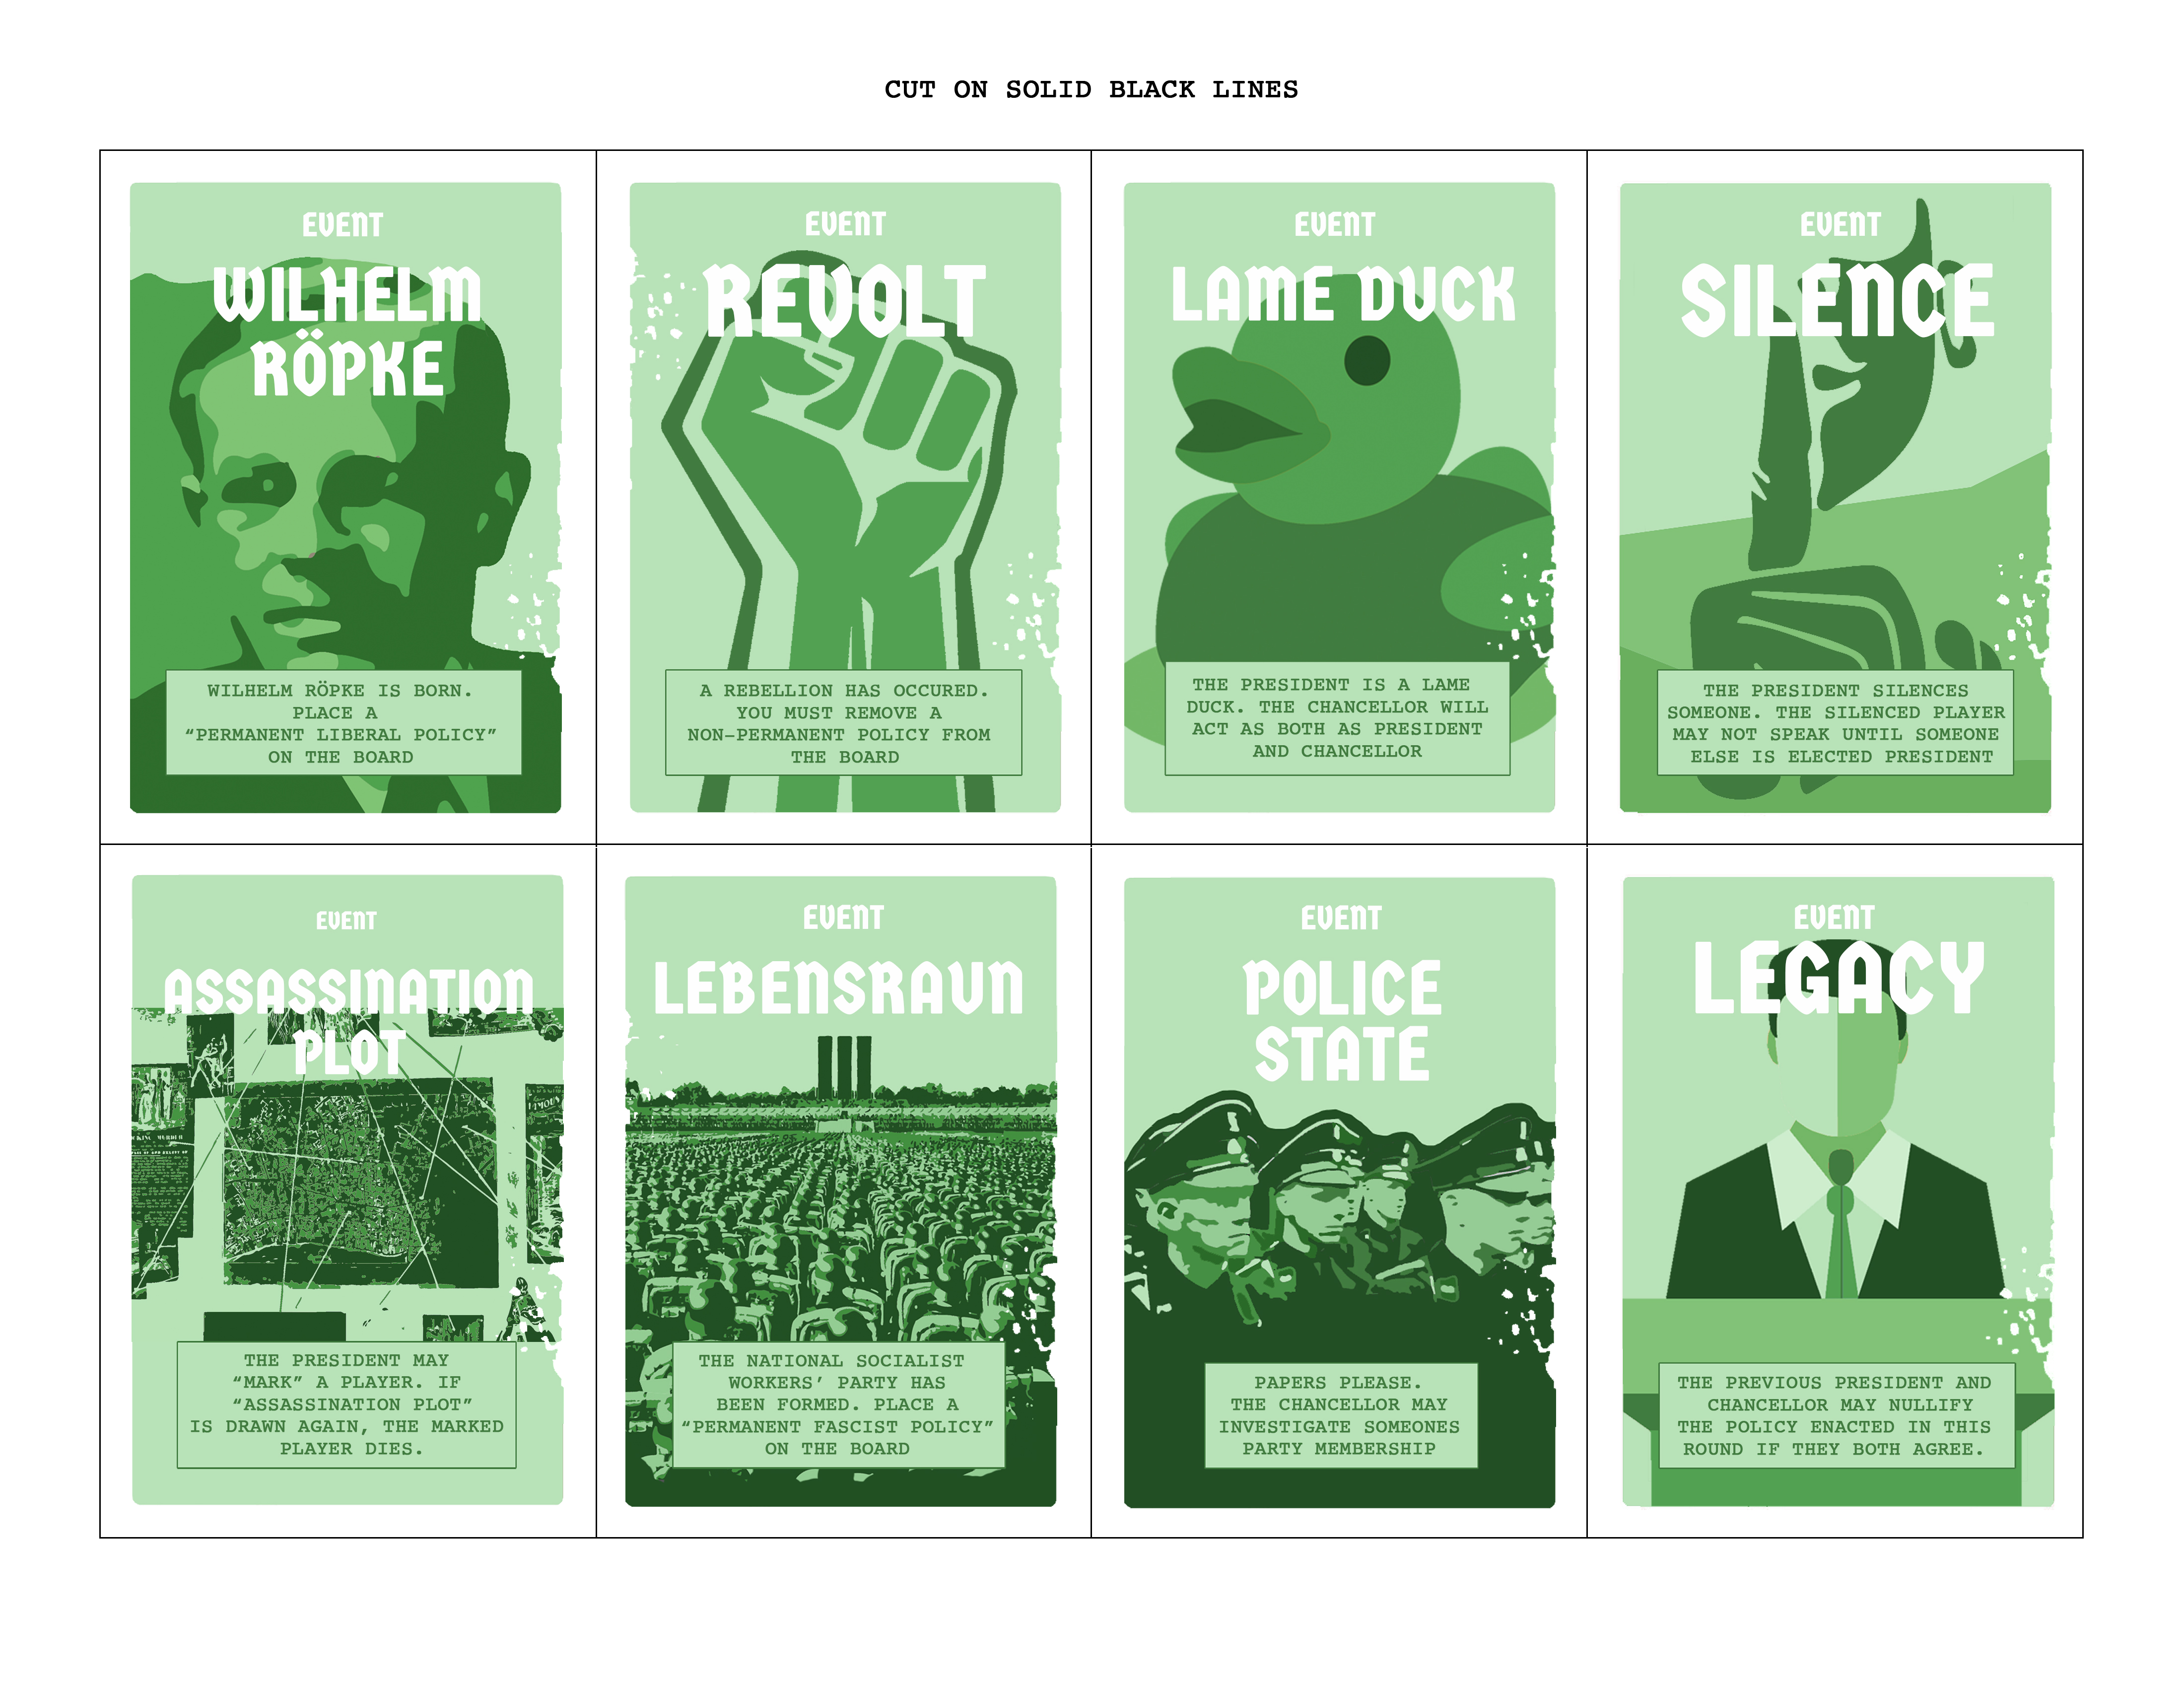 CUT ON SOLID BLACK LINES
EVENT
WILHELM
RÖPKE
WILHELM RÖPKE IS BORN.
PLACE A
“PERMANENT LIBERAL POLICY”
ON THE BOARD
EVENT
REVOLT
A REBELLION HAS OCCURED.
YOU MUST REMOVE A
NON-PERMANENT POLICY FROM
THE BOARD
EVENT
LAME DUCK
THE PRESIDENT IS A LAME
DUCK. THE CHANCELLOR WILL
ACT AS BOTH AS PRESIDENT
AND CHANCELLOR
EVENT
SILENCE
THE PRESIDENT SILENCES
SOMEONE. THE SILENCED PLAYER
MAY NOT SPEAK UNTIL SOMEONE
ELSE IS ELECTED PRESIDENT
EVENT
ASSASSINATION
PLOT
THE PRESIDENT MAY
“MARK” A PLAYER. IF
“ASSASSINATION PLOT”
IS DRAWN AGAIN, THE MARKED
PLAYER DIES.
EVENT
LEBENSRAUN
THE NATIONAL SOCIALIST
WORKERS’ PARTY HAS
BEEN FORMED. PLACE A
“PERMANENT FASCIST POLICY”
ON THE BOARD
EVENT
POLICE
STATE
PAPERS PLEASE.
THE CHANCELLOR MAY
INVESTIGATE SOMEONES
PARTY MEMBERSHIP
EVENT
LEGACY
THE PREVIOUS PRESIDENT AND
CHANCELLOR MAY NULLIFY
THE POLICY ENACTED IN THIS
ROUND IF THEY BOTH AGREE.